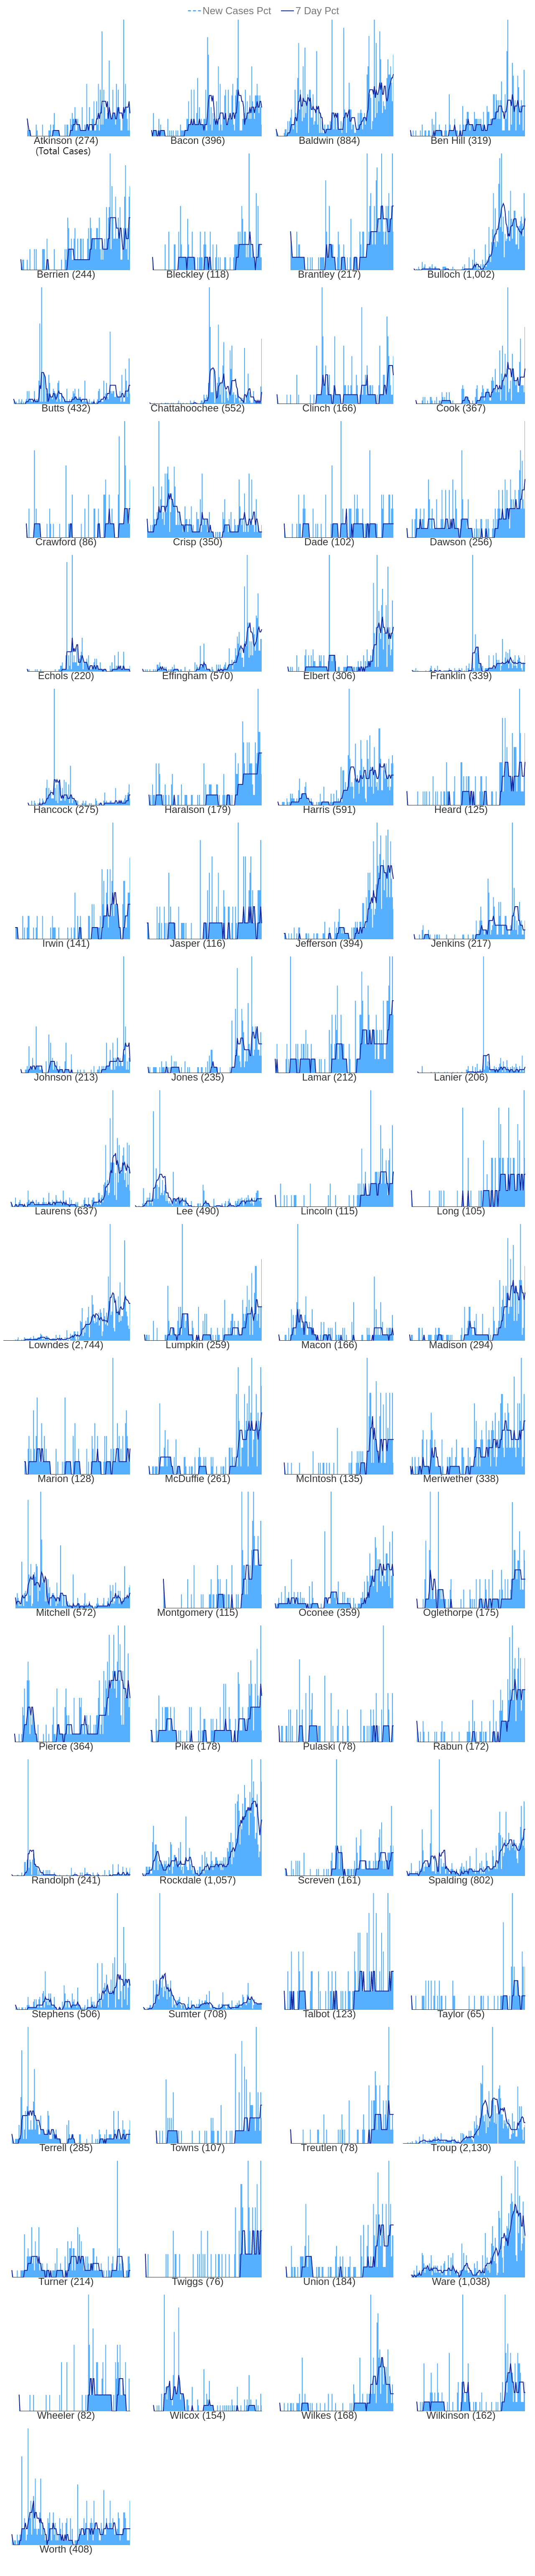 New Cases Pct 7 Day Pct
Atkinson (274) Bacon (396) Baldwin (884) Ben Hill (319)
(Total Cases)
Berrien (244) Bleckley (118) Brantley (217) Bulloch (1,002)
Butts (432) Chattahoochee (552) Clinch (166) Cook (367)
Crawford (86) Crisp (350) Dade (102) Dawson (256)
Echols (220) Effingham (570) Elbert (306) Franklin (339)
Hancock (275) Haralson (179) Harris (591) Heard (125)
Irwin (141) Jasper (116) Jefferson (394) Jenkins (217)
Johnson (213) Jones (235) Lamar (212) Lanier (206)
Laurens (637) Lee (490) Lincoln (115) Long (105)
Lowndes (2,744) Lumpkin (259) Macon (166) Madison (294)
Marion (128) McDuffie (261) McIntosh (135) Meriwether (338)
Mitchell (572) Montgomery (115) Oconee (359) Oglethorpe (175)
Pierce (364) Pike (178) Pulaski (78) Rabun (172)
Randolph (241) Rockdale (1,057) Screven (161) Spalding (802)
Stephens (506) Sumter (708) Talbot (123) Taylor (65)
Terrell (285) Towns (107) Treutlen (78) Troup (2,130)
Turner (214) Twiggs (76) Union (184) Ware (1,038)
Wheeler (82) Wilcox (154) Wilkes (168) Wilkinson (162)
Worth (408)